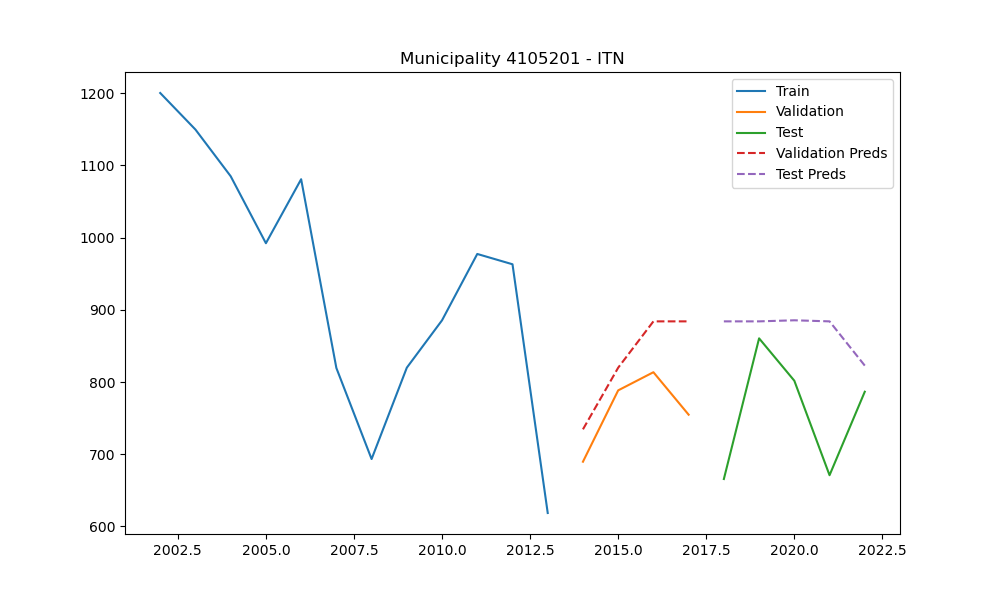 Municipality 4105201 - ITN
Train
Validation
Test
Validation Preds
Test Preds
1200
1100
1000
900
800
700
600
2002.5 2005.0 2007.5 2010.0 2012.5 2015.0 2017.5 2020.0 2022.5